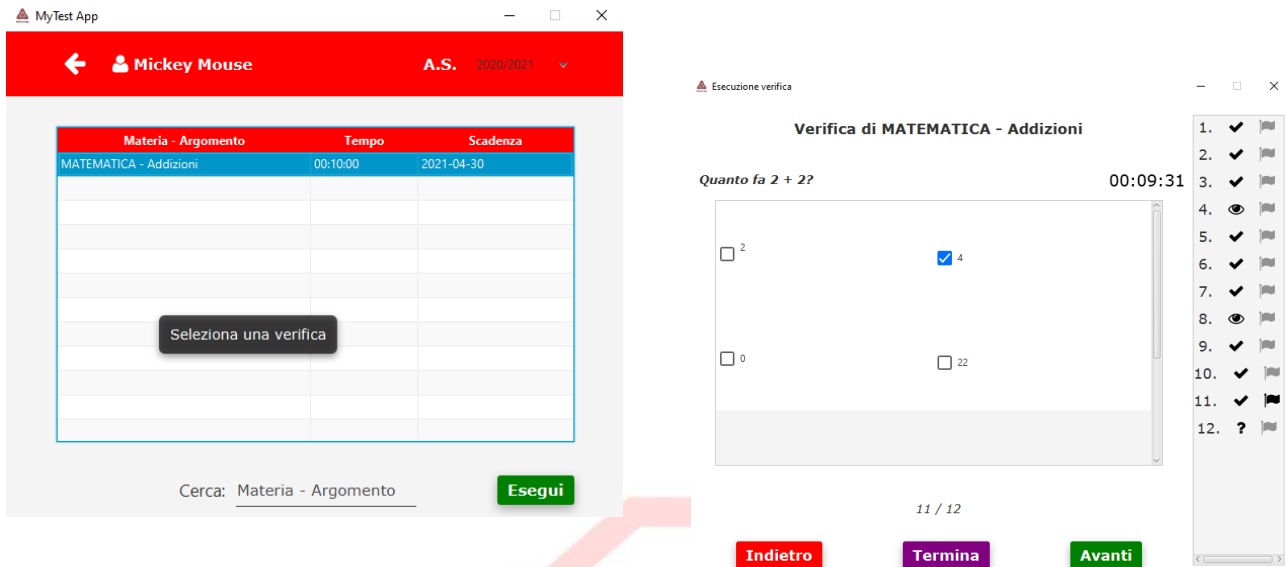 MyTest App
Mickey Mouse
A.S. 2020/2021
Materia - Argomento Tempo Scadenza
MATEMATICA - Addizioni 00:10:00 2021-04-30
Seleziona una verifica
Cerca: Materia - Argomento
Esegui
Esecuzione verifica
Verifica di MATEMATICA - Addizioni
Quanto fa 2 + 2?
00:09:31
2 4
0 22
11 / 12
Indietro Termina Avanti
1.
2.
3.
4.
5.
6.
7.
8.
9.
10.
11.
12. ?